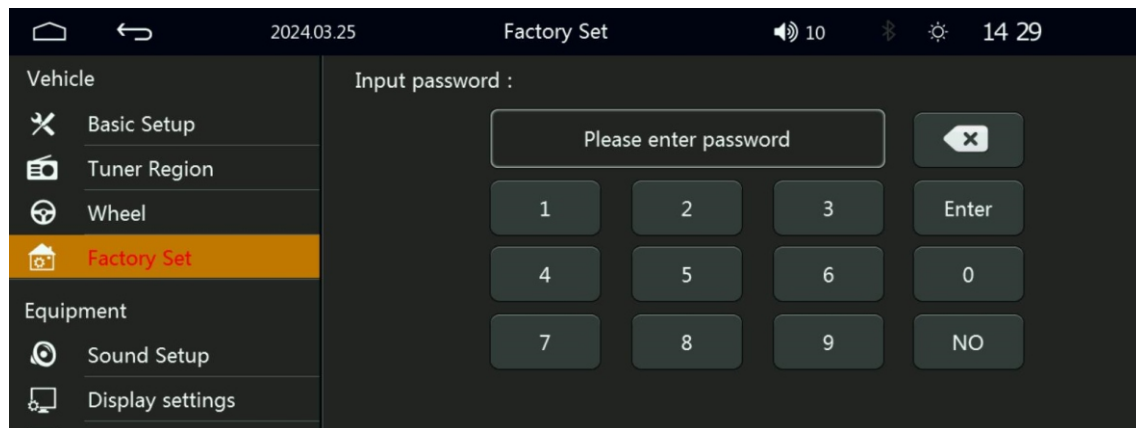 2024.03.25 Factory Set 10 14 29
Vehicle
Basic Setup
Tuner Region
Wheel
Factory Set
Equipment
Sound Setup
Display settings
Input password :
Please enter password
1 2 3 Enter
4 5 6 0
7 8 9 NO